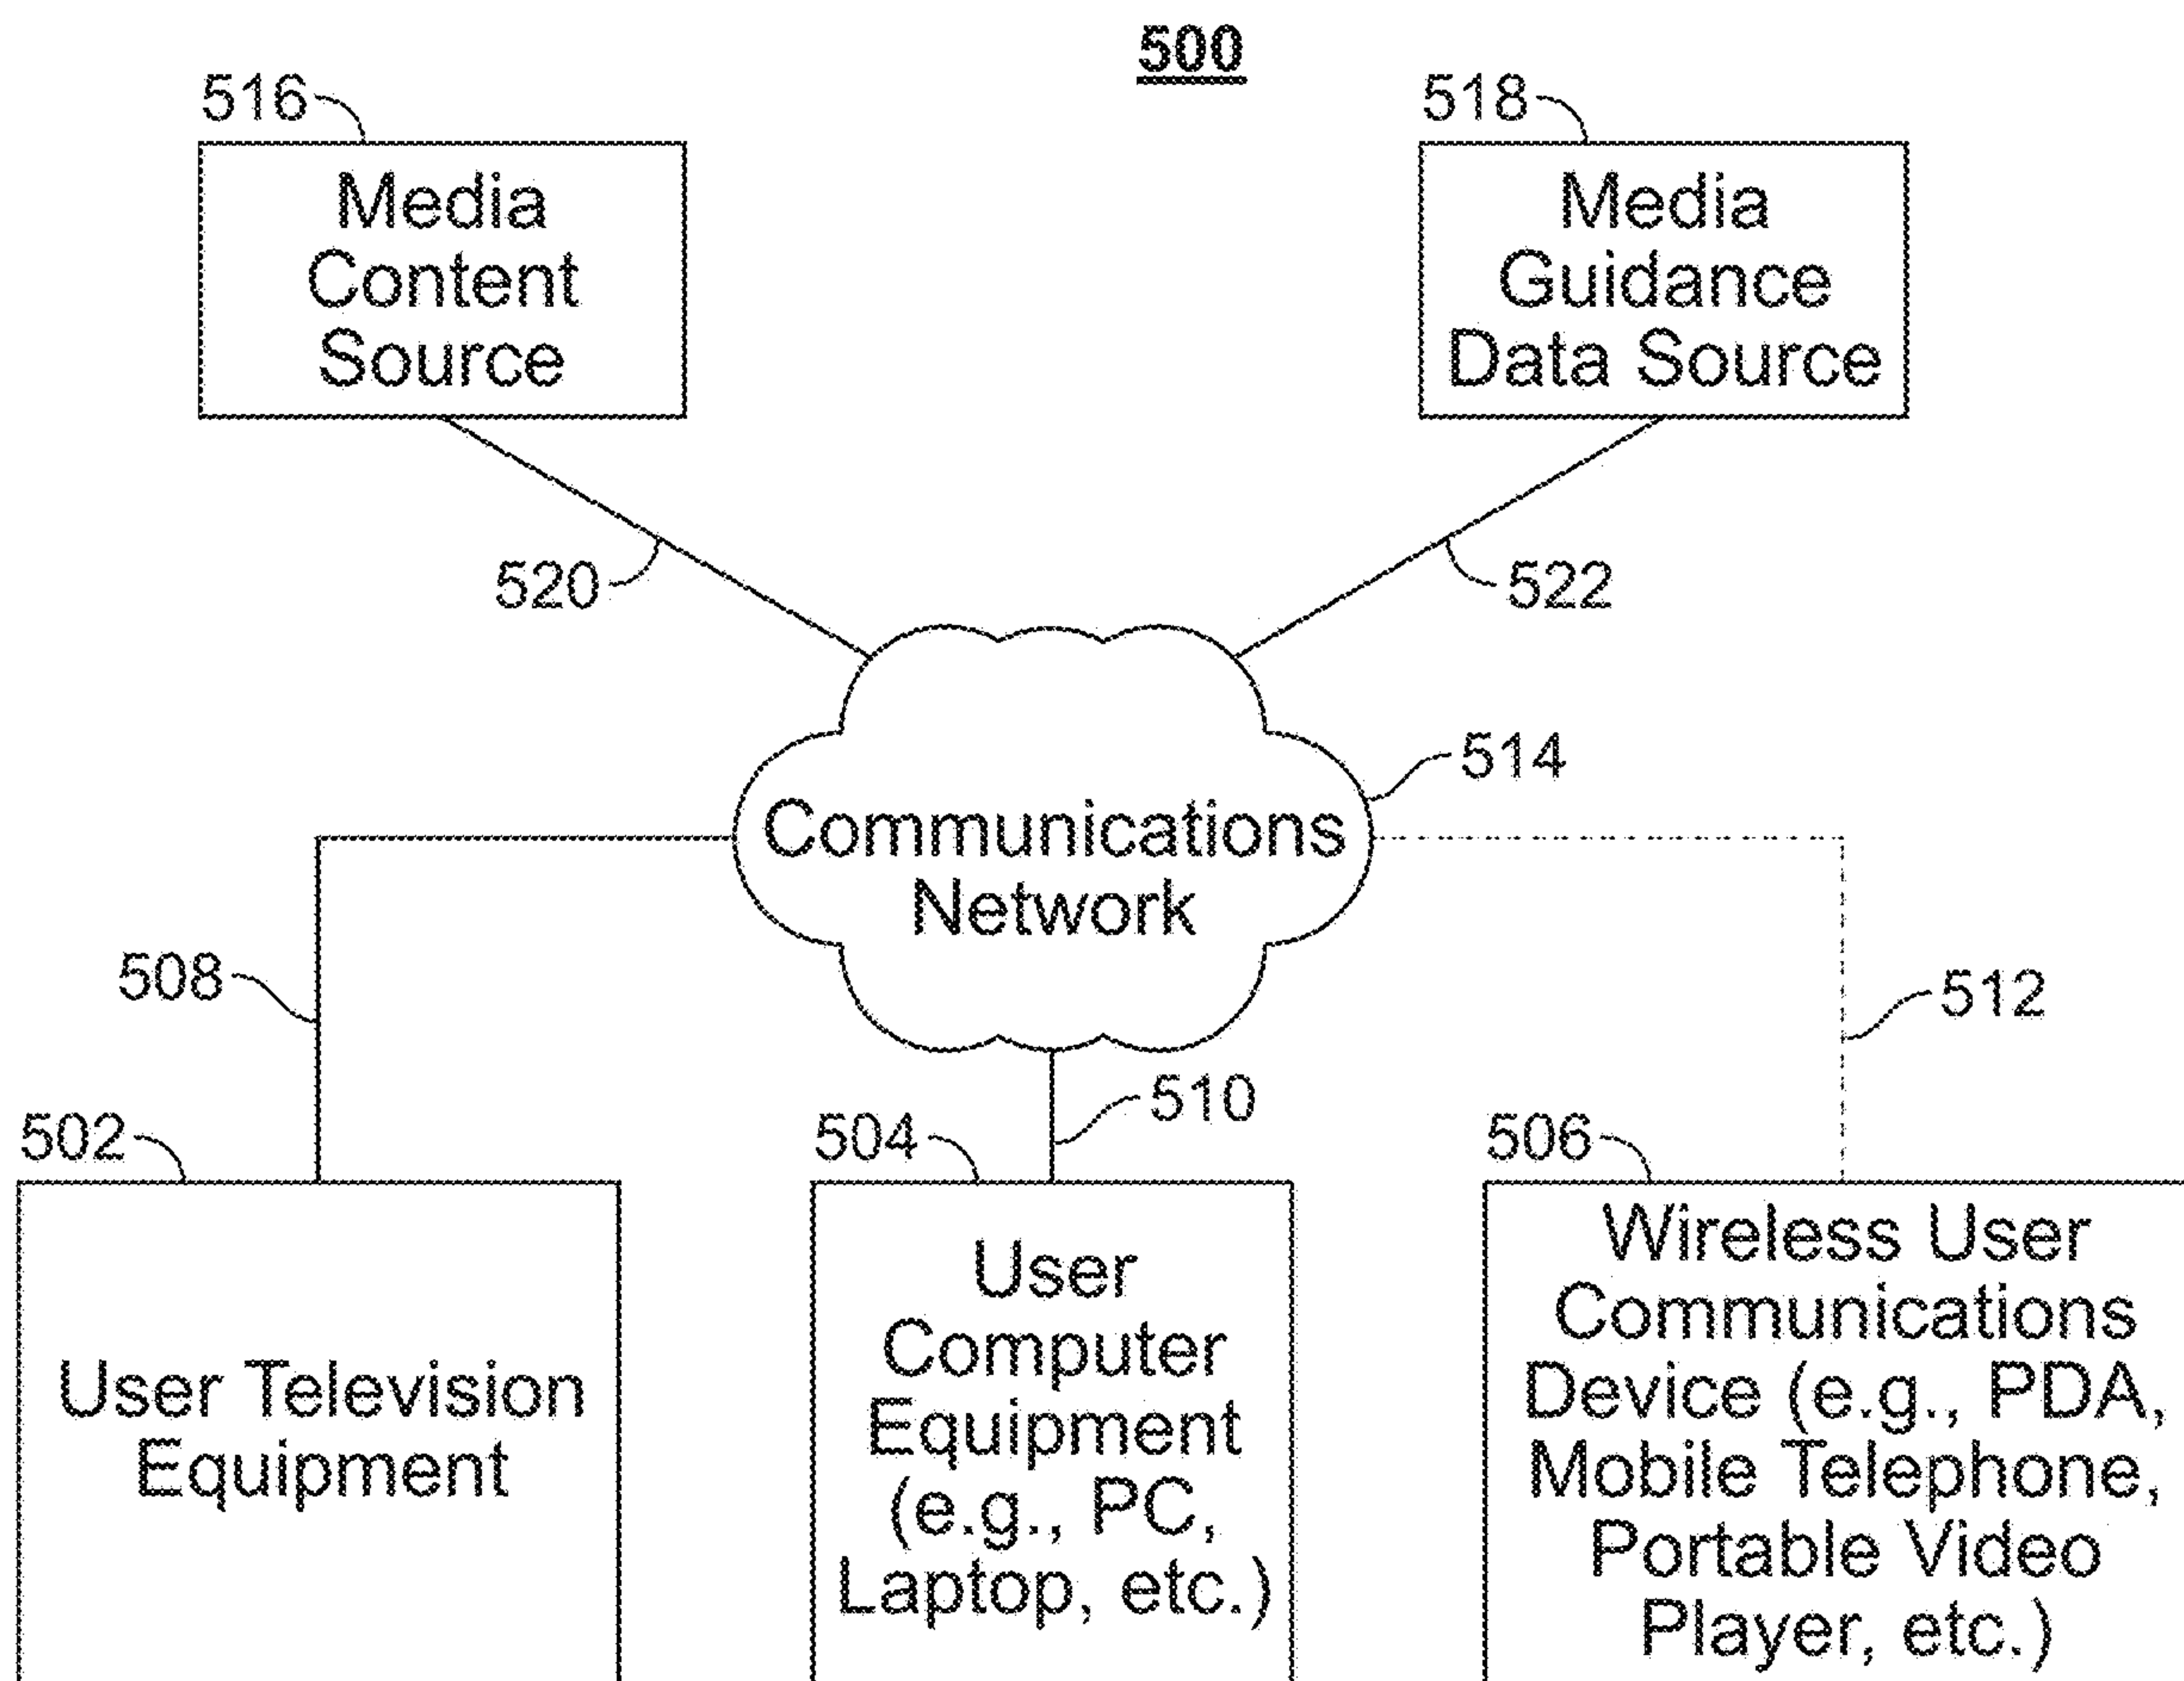 500
516
518
Media
Content
Source
Media
Guidance
Data Source
520
522
514
Communications
Network
508
512
510
502
504
506
User Television
Equipment
User
Computer
Equipment
(e.g., PC,
Laptop, etc.)
Wireless User
Communications
Device (e.g., PDA,
Mobile Telephone,
Portable Video
Player, etc.)